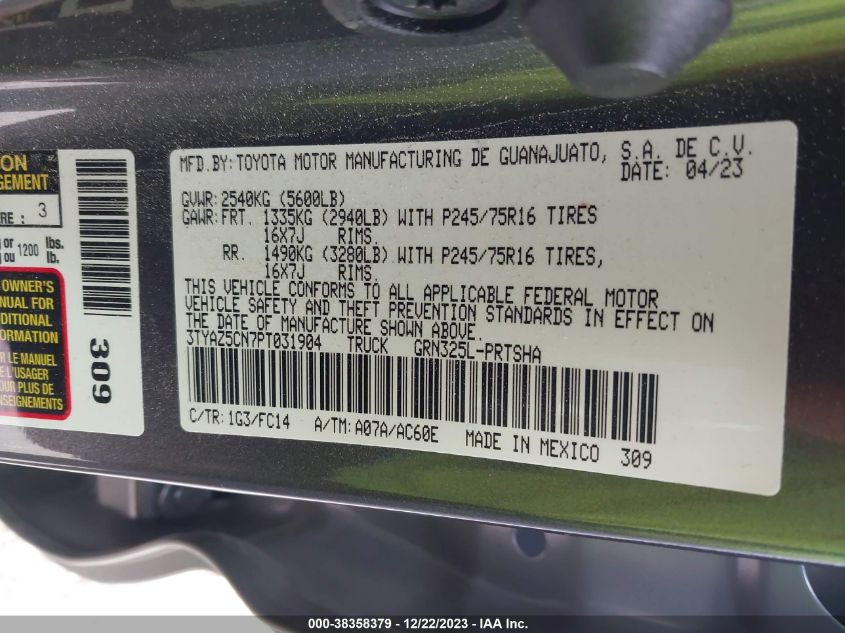 ON
GEMENT
RE : 3
or 1200 lbs.
ou lb.
OWNER'S
NUAL FOR
DITIONAL
ORMATION
R LE MANUEL
E L'USAGER
POUR PLUS DE
NSEIGNEMENTS
309
MFD.BY:TOYOTA MOTOR MANUFACTURING DE GUANAJUATO, S.A. DE C.V.
DATE: 04/23
GVWR:2540KG (5600LB)
GAWR:FRT. 1335KG (2940LB) WITH P245/75R16 TIRES
16X7J RIMS.
RR. 1490KG (3280LB) WITH P245/75R16 TIRES,
16X7J RIMS.
THIS VEHICLE CONFORMS TO ALL APPLICABLE FEDERAL MOTOR
VEHICLE SAFETY AND THEFT PREVENTION STANDARDS IN EFFECT ON
THE DATE OF MANUFACTURE SHOWN ABOVE.
3TYAZ5CN7PT031904 TRUCK GRN325L-PRTSHA
C/TR:1G3/FC14 A/TM:A07A/AC60E MADE IN MEXICO 309
000-38358379 - 12/22/2023 - IAA Inc.